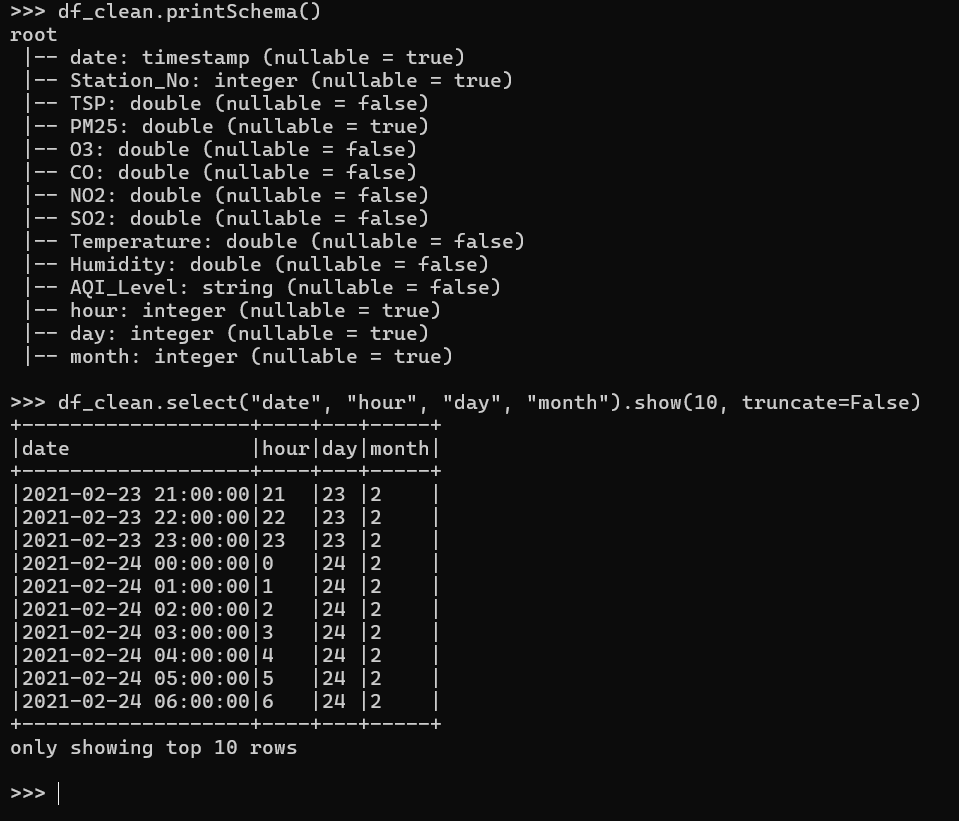 >>> df_clean.printSchema()
root
 |-- date: timestamp (nullable = true)
 |-- Station_No: integer (nullable = true)
 |-- TSP: double (nullable = false)
 |-- PM25: double (nullable = true)
 |-- O3: double (nullable = false)
 |-- CO: double (nullable = false)
 |-- NO2: double (nullable = false)
 |-- SO2: double (nullable = false)
 |-- Temperature: double (nullable = false)
 |-- Humidity: double (nullable = false)
 |-- AQI_Level: string (nullable = false)
 |-- hour: integer (nullable = true)
 |-- day: integer (nullable = true)
 |-- month: integer (nullable = true)

>>> df_clean.select("date", "hour", "day", "month").show(10, truncate=False)
+-------------------+----+---+-----+
|date               |hour|day|month|
+-------------------+----+---+-----+
|2021-02-23 21:00:00|21  |23 |2    |
|2021-02-23 22:00:00|22  |23 |2    |
|2021-02-23 23:00:00|23  |23 |2    |
|2021-02-24 00:00:00|0   |24 |2    |
|2021-02-24 01:00:00|1   |24 |2    |
|2021-02-24 02:00:00|2   |24 |2    |
|2021-02-24 03:00:00|3   |24 |2    |
|2021-02-24 04:00:00|4   |24 |2    |
|2021-02-24 05:00:00|5   |24 |2    |
|2021-02-24 06:00:00|6   |24 |2    |
+-------------------+----+---+-----+
only showing top 10 rows

>>>